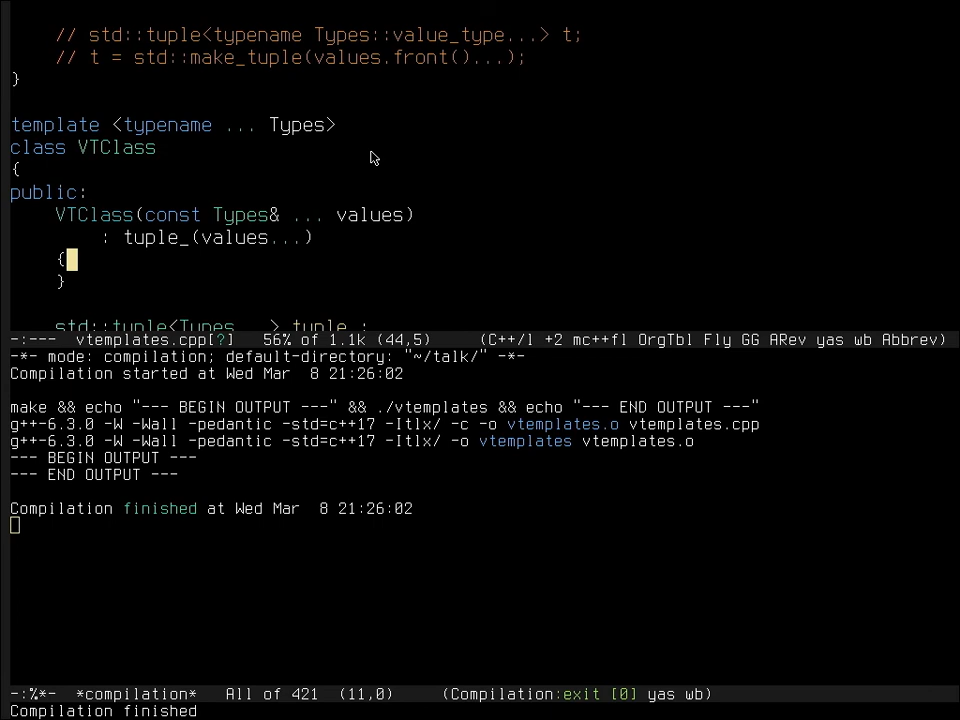 // std::tuple<typename Types::value_type...> t;
// t = std::make_tuple(values.front()...);
}
template <typename ... Types>
class VTClass
{
public:
VTClass(const Types& ... values)
: tuple_(values...)
{
}
std::tuple<Types ...> tuple_;
-:--- vtemplates.cpp[?] 56% of 1.1k (44,5) (C++/l +2 mc++fl OrgTbl Fly GG ARev yas wb Abbrev)
-*- mode: compilation; default-directory: "~/talk/" -*-
Compilation started at Wed Mar 8 21:26:02
make && echo "--- BEGIN OUTPUT ---" && ./vtemplates && echo "--- END OUTPUT ---"
g++-6.3.0 -W -Wall -pedantic -std=c++17 -Itlx/ -c -o vtemplates.o vtemplates.cpp
g++-6.3.0 -W -Wall -pedantic -std=c++17 -Itlx/ -o vtemplates vtemplates.o
--- BEGIN OUTPUT ---
--- END OUTPUT ---
Compilation finished at Wed Mar 8 21:26:02
-:%*- *compilation* All of 421 (11,0) (Compilation:exit [0] yas wb)
Compilation finished